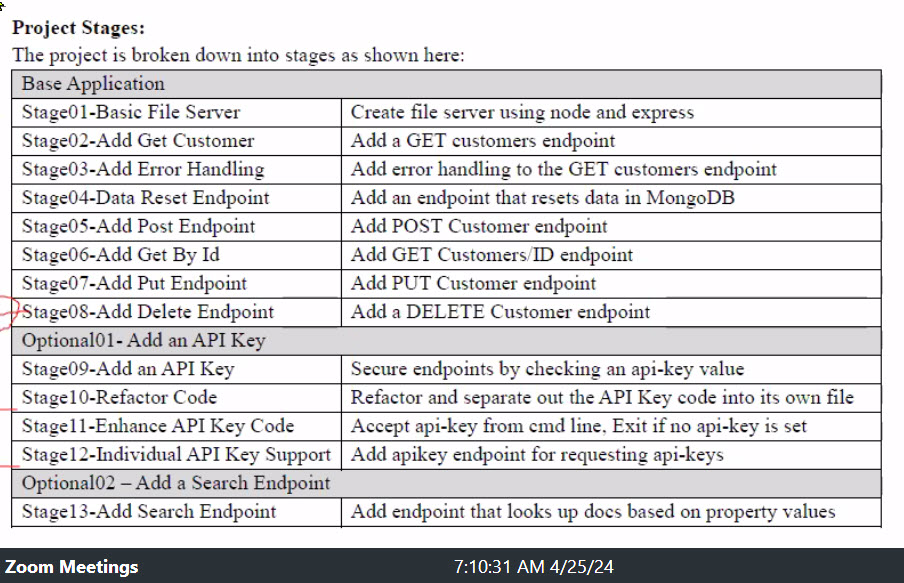 Project Stages:
The project is broken down into stages as shown here:
Base Application
Stage01-Basic File Server Create file server using node and express
Stage02-Add Get Customer Add a GET customers endpoint
Stage03-Add Error Handling Add error handling to the GET customers endpoint
Stage04-Data Reset Endpoint Add an endpoint that resets data in MongoDB
Stage05-Add Post Endpoint Add POST Customer endpoint
Stage06-Add Get By Id Add GET Customers/ID endpoint
Stage07-Add Put Endpoint Add PUT Customer endpoint
Stage08-Add Delete Endpoint Add a DELETE Customer endpoint
Optional01- Add an API Key
Stage09-Add an API Key Secure endpoints by checking an api-key value
Stage10-Refactor Code Refactor and separate out the API Key code into its own file
Stage11-Enhance API Key Code Accept api-key from cmd line, Exit if no api-key is set
Stage12-Individual API Key Support Add apikey endpoint for requesting api-keys
Optional02 – Add a Search Endpoint
Stage13-Add Search Endpoint Add endpoint that looks up docs based on property values
Zoom Meetings 7:10:31 AM 4/25/24